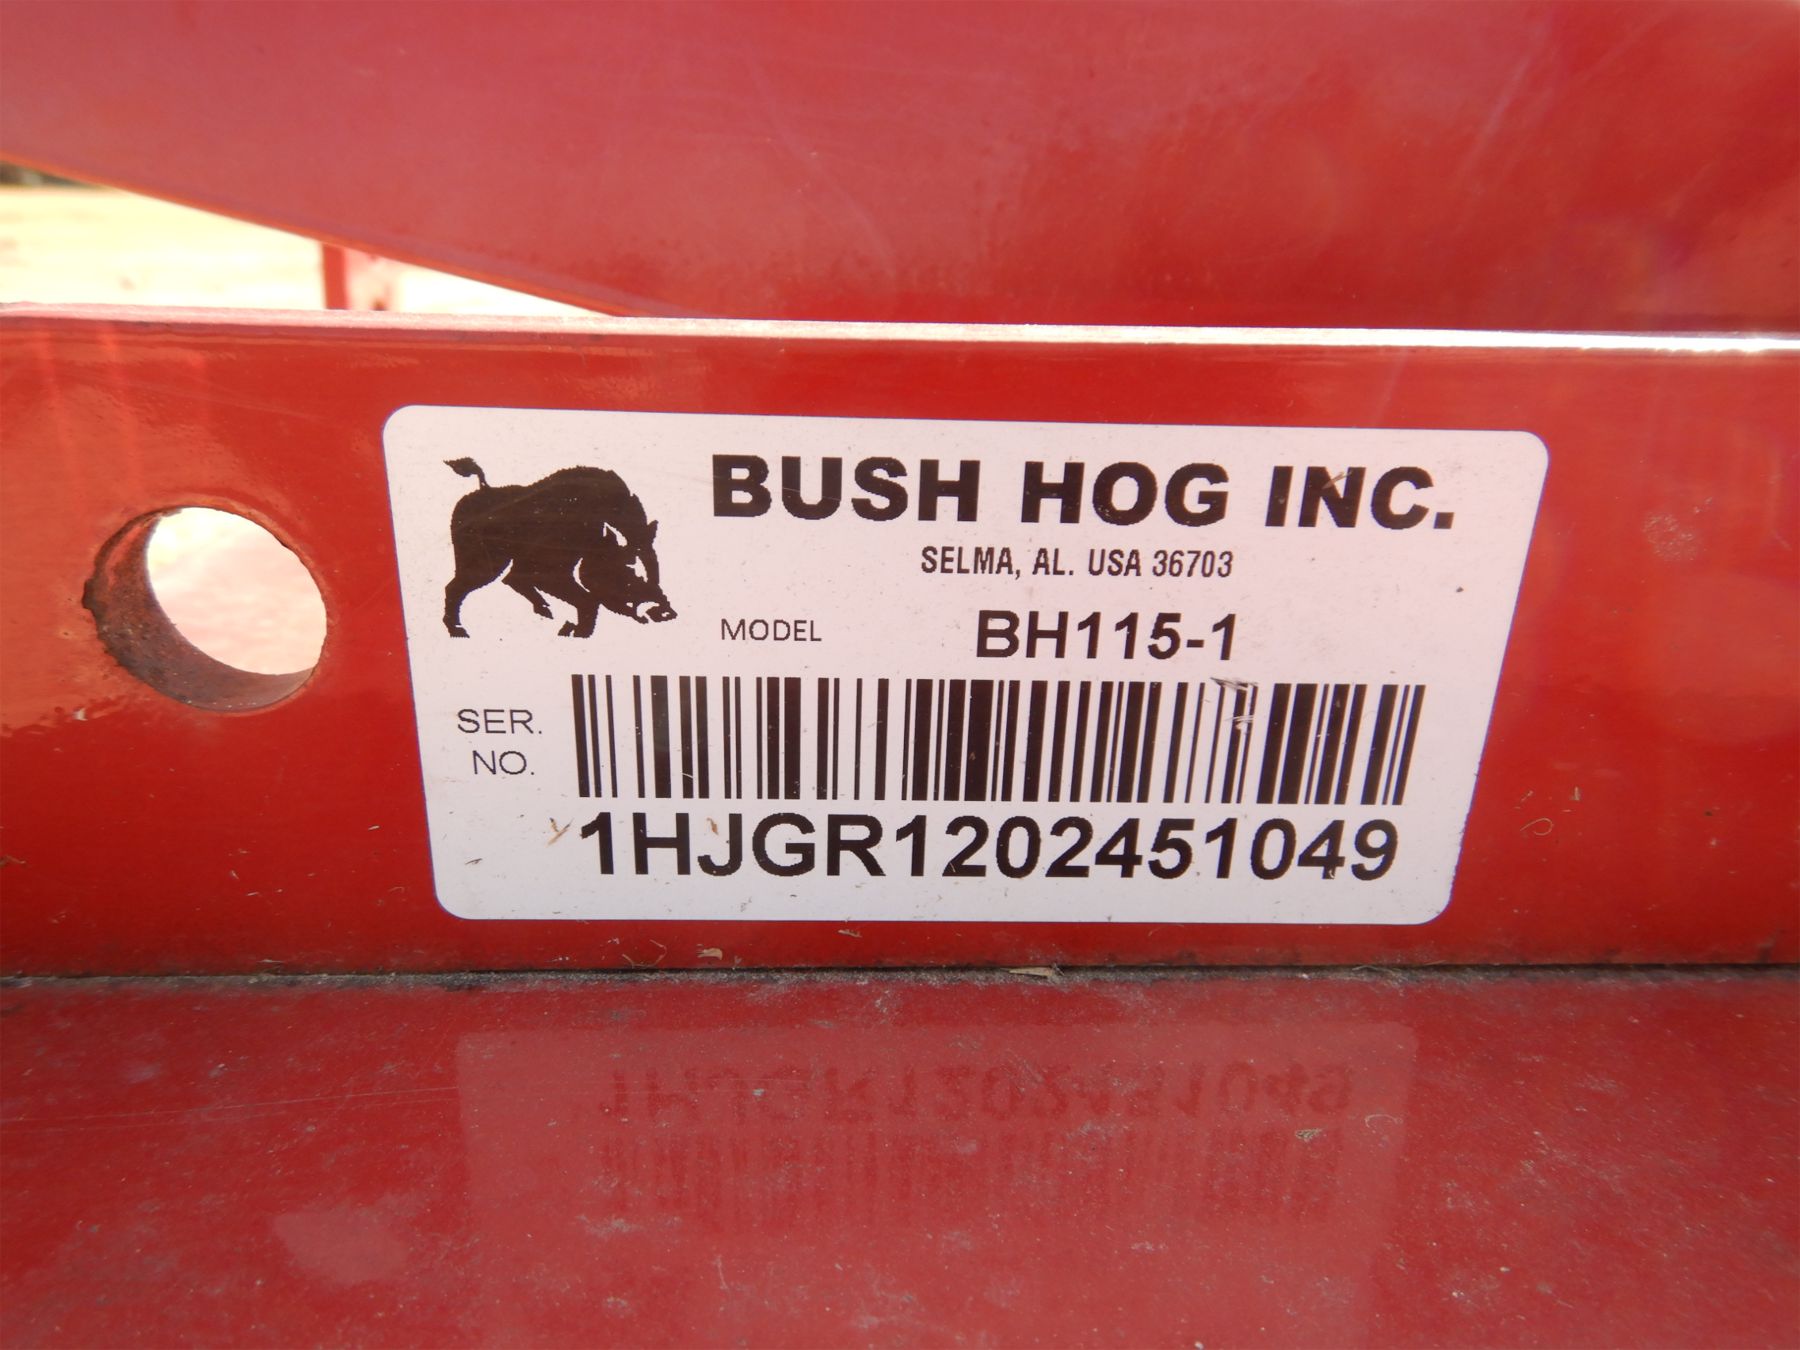 BUSH HOG INC.
SELMA, AL. USA 36703
MODEL BH115-1
SER.
NO.
1HJGR1202451049